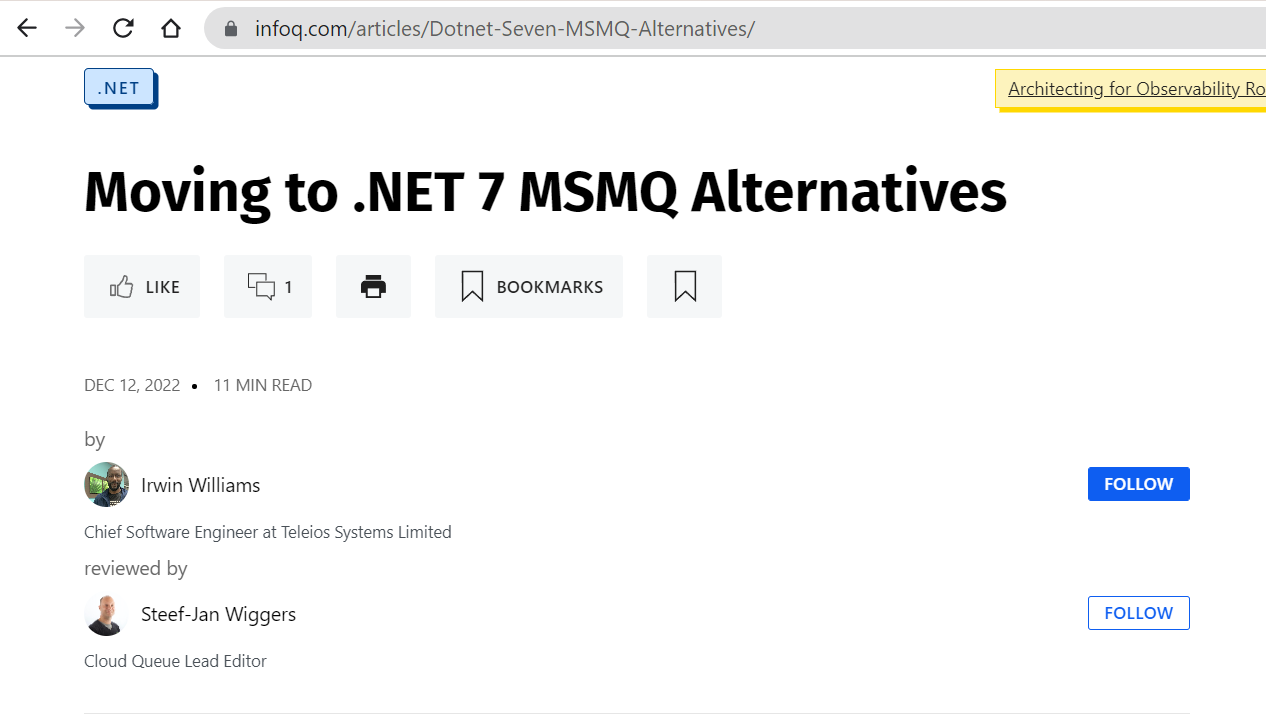 infoq.com/articles/Dotnet-Seven-MSMQ-Alternatives/
.NET
Architecting for Observability Ro
Moving to .NET 7 MSMQ Alternatives
LIKE
1
BOOKMARKS
DEC 12, 2022 • 11 MIN READ
by
Irwin Williams
FOLLOW
Chief Software Engineer at Teleios Systems Limited
reviewed by
Steef-Jan Wiggers
FOLLOW
Cloud Queue Lead Editor